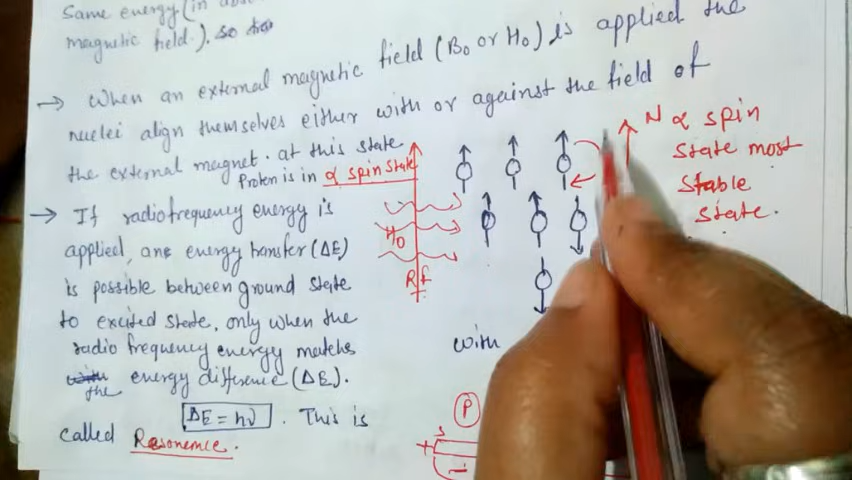 Same energy (in
magnetic field.). so
→ When an external magnetic field (B0 or H0) is applied the
nuclei align themselves either with or against the field of
the external magnet. at this state
Proton is in α spin state
→ If radiofrequency energy is
applied, an energy transfer (ΔE)
is possible between ground state
to excited state, only when the
radio frequency energy matches
the energy difference (ΔE).
ΔE = hν . This is
called Resonence.
H0
Rf
N α spin
state most
stable
state.
with
P
S
+
-